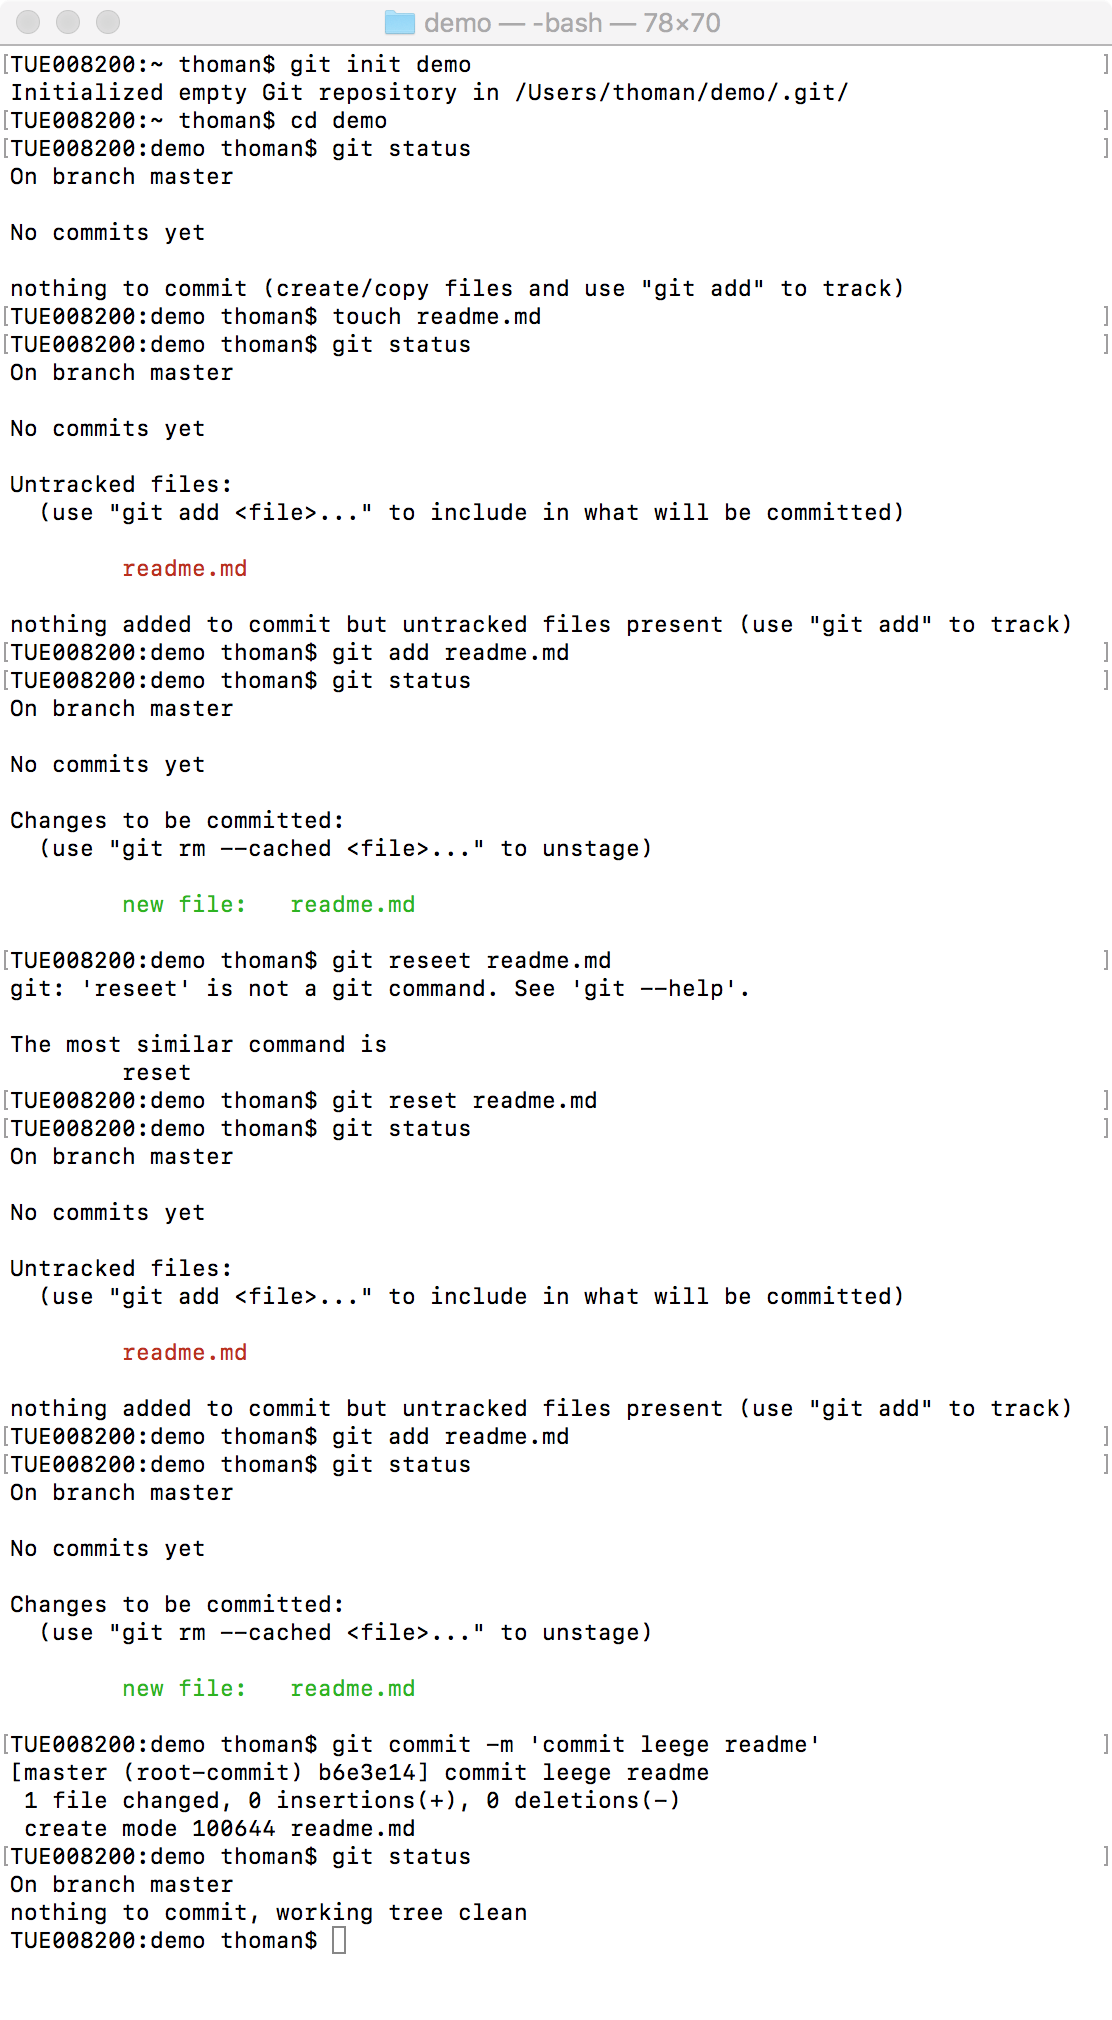 demo — -bash — 78×70
[TUE008200:~ thoman$ git init demo ]
Initialized empty Git repository in /Users/thoman/demo/.git/
[TUE008200:~ thoman$ cd demo ]
[TUE008200:demo thoman$ git status ]
On branch master
No commits yet
nothing to commit (create/copy files and use "git add" to track)
[TUE008200:demo thoman$ touch readme.md ]
[TUE008200:demo thoman$ git status ]
On branch master
No commits yet
Untracked files:
(use "git add <file>..." to include in what will be committed)
readme.md
nothing added to commit but untracked files present (use "git add" to track)
[TUE008200:demo thoman$ git add readme.md ]
[TUE008200:demo thoman$ git status ]
On branch master
No commits yet
Changes to be committed:
(use "git rm --cached <file>..." to unstage)
new file:   readme.md
[TUE008200:demo thoman$ git reseet readme.md ]
git: 'reseet' is not a git command. See 'git --help'.
The most similar command is
reset
[TUE008200:demo thoman$ git reset readme.md ]
[TUE008200:demo thoman$ git status ]
On branch master
No commits yet
Untracked files:
(use "git add <file>..." to include in what will be committed)
readme.md
nothing added to commit but untracked files present (use "git add" to track)
[TUE008200:demo thoman$ git add readme.md ]
[TUE008200:demo thoman$ git status ]
On branch master
No commits yet
Changes to be committed:
(use "git rm --cached <file>..." to unstage)
new file:   readme.md
[TUE008200:demo thoman$ git commit -m 'commit leege readme' ]
[master (root-commit) b6e3e14] commit leege readme
1 file changed, 0 insertions(+), 0 deletions(-)
create mode 100644 readme.md
[TUE008200:demo thoman$ git status ]
On branch master
nothing to commit, working tree clean
TUE008200:demo thoman$